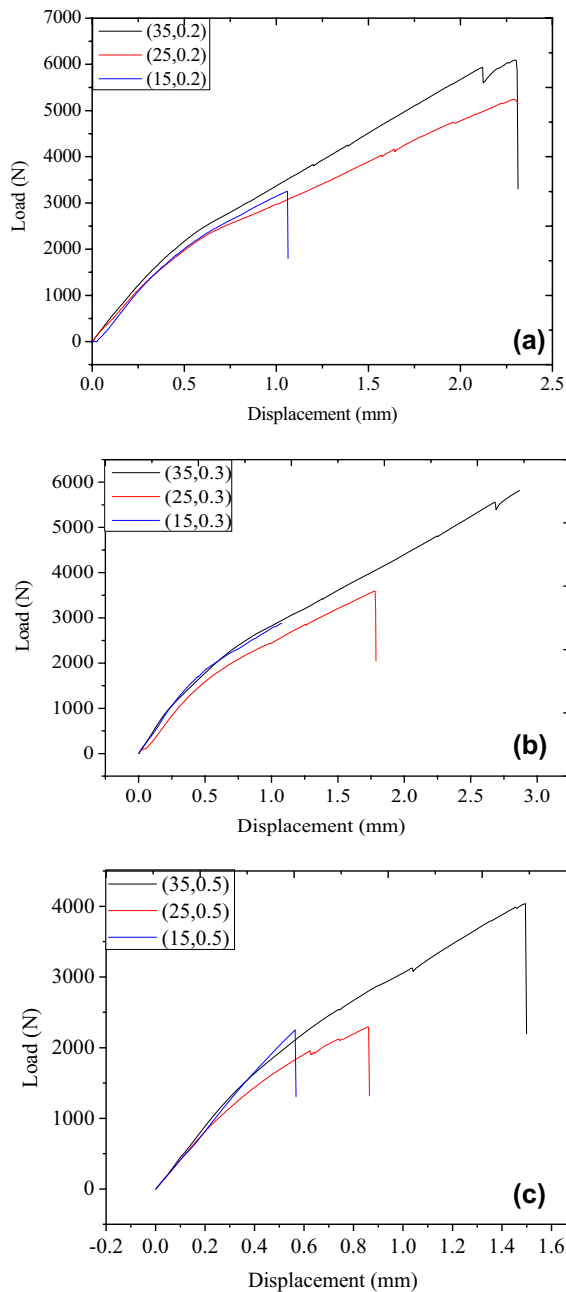 7000
6000
5000
4000
3000
2000
1000
0
Load (N)
(35,0.2)
(25,0.2)
(15,0.2)
(a)
0.0 0.5 1.0 1.5 2.0 2.5
Displacement (mm)
6000
5000
4000
3000
2000
1000
0
Load (N)
(35,0.3)
(25,0.3)
(15,0.3)
(b)
0.0 0.5 1.0 1.5 2.0 2.5 3.0
Displacement (mm)
4000
3000
2000
1000
0
Load (N)
(35,0.5)
(25,0.5)
(15,0.5)
(c)
-0.2 0.0 0.2 0.4 0.6 0.8 1.0 1.2 1.4 1.6
Displacement (mm)